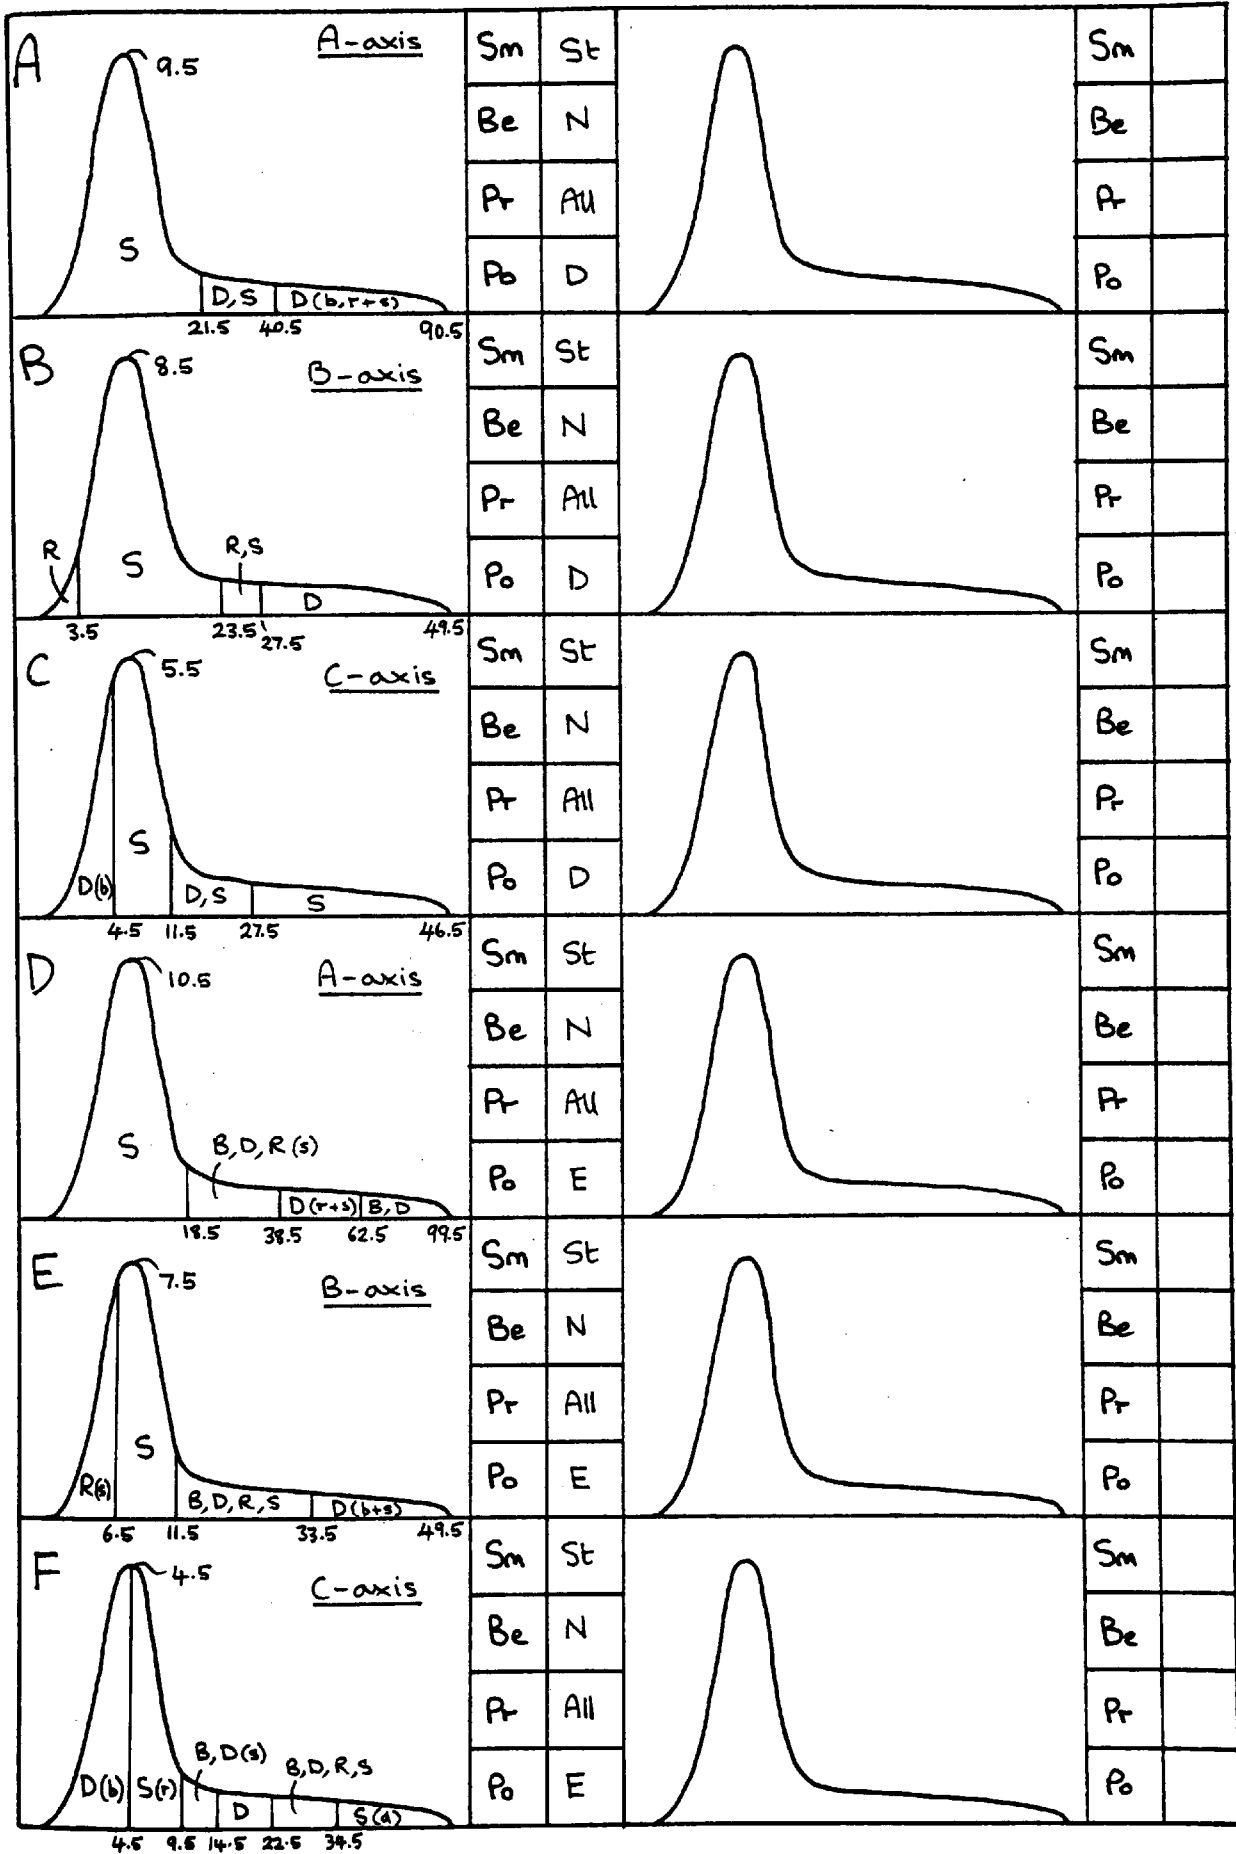 A
9.5
A-axis
Sm St
Be N
Pr All
Po D
S
D,S
D(b,r+s)
21.5 40.5 90.5
Sm
Be
Pr
Po
B
8.5
B-axis
Sm St
Be N
Pr All
Po D
R
S
R,S
D
3.5 23.5 27.5 49.5
Sm
Be
Pr
Po
C
5.5
C-axis
Sm St
Be N
Pr All
Po D
D(b)
S
D,S
S
4.5 11.5 27.5 46.5
Sm
Be
Pr
Po
D
10.5
A-axis
Sm St
Be N
Pr All
Po E
S
B,D,R(s)
D(r+s)
B,D
18.5 38.5 62.5 99.5
Sm
Be
Pr
Po
E
7.5
B-axis
Sm St
Be N
Pr All
Po E
R(s)
S
B,D,R,S
D(b+s)
6.5 11.5 33.5 49.5
Sm
Be
Pr
Po
F
4.5
C-axis
Sm St
Be N
Pr All
Po E
D(b)
S(r)
B,D(s)
D
B,D,R,S
S(d)
4.5 9.5 14.5 22.5 34.5
Sm
Be
Pr
Po